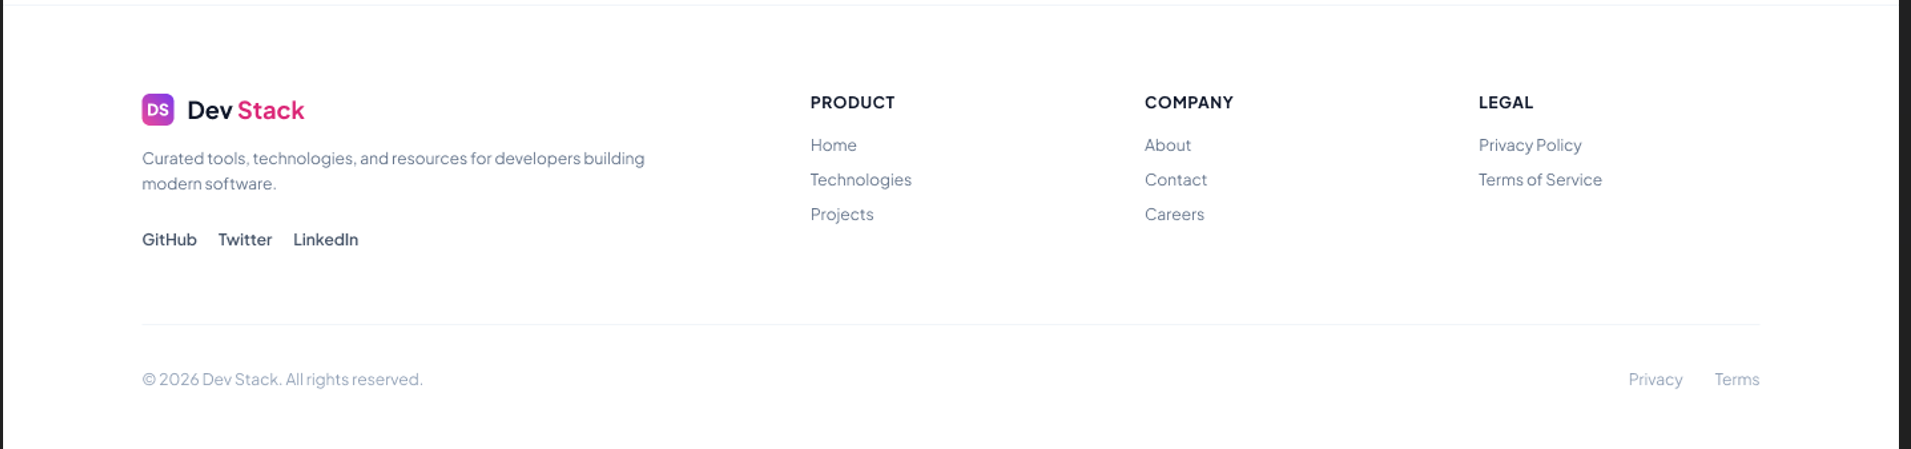 DS Dev Stack
Curated tools, technologies, and resources for developers building
modern software.
GitHub Twitter LinkedIn
PRODUCT
Home
Technologies
Projects
COMPANY
About
Contact
Careers
LEGAL
Privacy Policy
Terms of Service
© 2026 Dev Stack. All rights reserved.
Privacy Terms